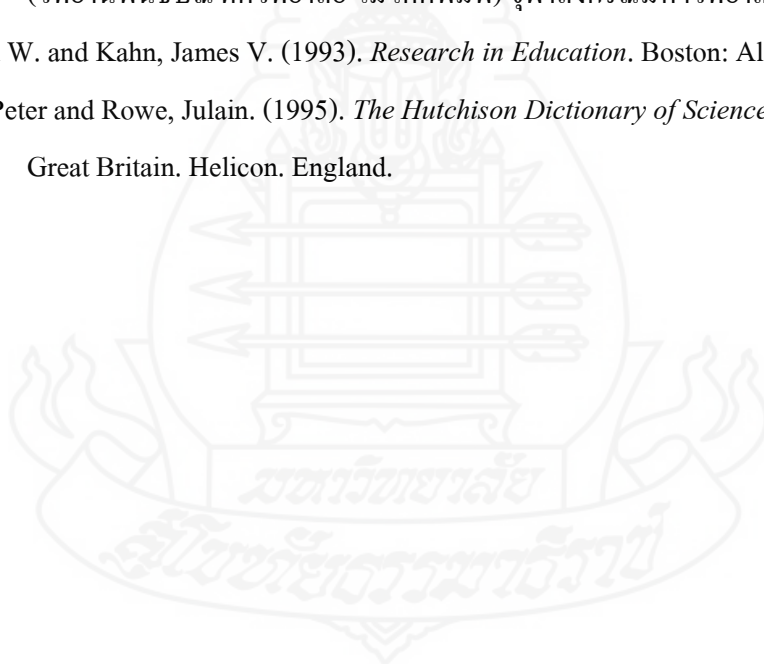 W. and Kahn, James V. (1993). Research in Education. Boston: Al
Peter and Rowe, Julain. (1995). The Hutchison Dictionary of Science
Great Britain. Helicon. England.
มหาวิทยาลัย
สุโขทัยธรรมาธิราช